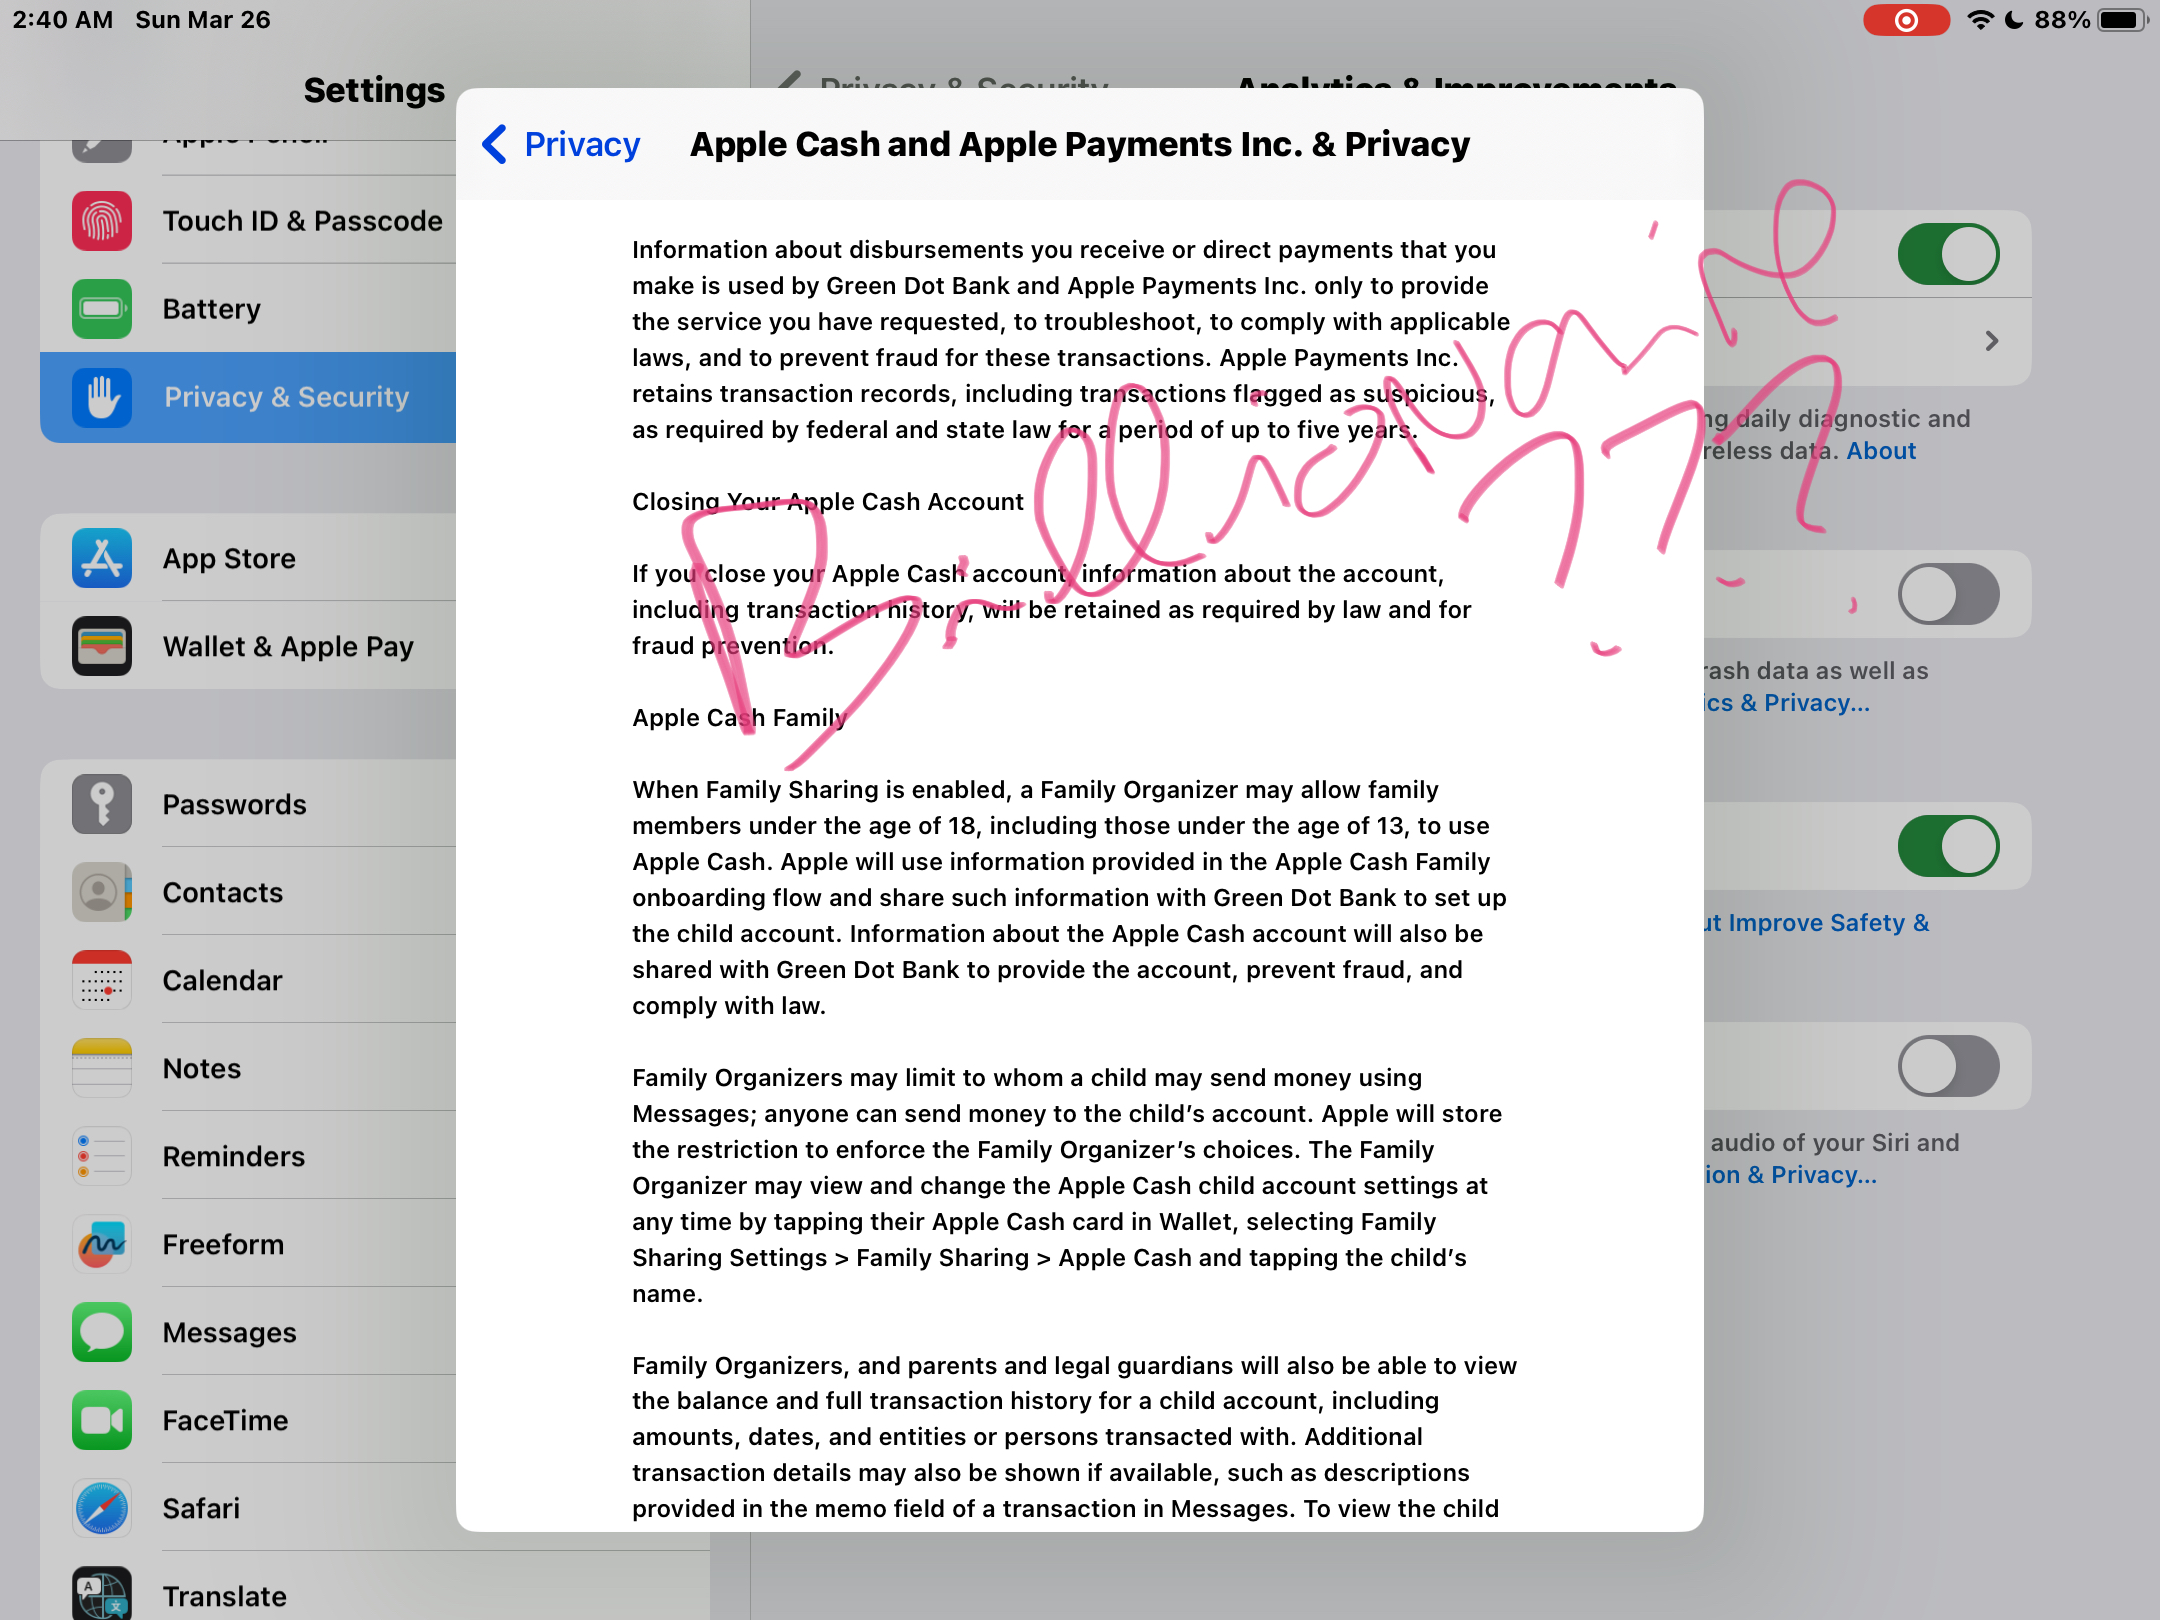 2:40 AM Sun Mar 26
88%
Settings
Apple Pencil
Touch ID & Passcode
Battery
Privacy & Security
App Store
Wallet & Apple Pay
Passwords
Contacts
Calendar
Notes
Reminders
Freeform
Messages
FaceTime
Safari
Translate
Privacy & Security
Analytics & Improvements
Privacy
Apple Cash and Apple Payments Inc. & Privacy
Information about disbursements you receive or direct payments that you
make is used by Green Dot Bank and Apple Payments Inc. only to provide
the service you have requested, to troubleshoot, to comply with applicable
laws, and to prevent fraud for these transactions. Apple Payments Inc.
retains transaction records, including transactions flagged as suspicious,
as required by federal and state law for a period of up to five years.
Closing Your Apple Cash Account
If you close your Apple Cash account, information about the account,
including transaction history, will be retained as required by law and for
fraud prevention.
Apple Cash Family
When Family Sharing is enabled, a Family Organizer may allow family
members under the age of 18, including those under the age of 13, to use
Apple Cash. Apple will use information provided in the Apple Cash Family
onboarding flow and share such information with Green Dot Bank to set up
the child account. Information about the Apple Cash account will also be
shared with Green Dot Bank to provide the account, prevent fraud, and
comply with law.
Family Organizers may limit to whom a child may send money using
Messages; anyone can send money to the child’s account. Apple will store
the restriction to enforce the Family Organizer’s choices. The Family
Organizer may view and change the Apple Cash child account settings at
any time by tapping their Apple Cash card in Wallet, selecting Family
Sharing Settings > Family Sharing > Apple Cash and tapping the child’s
name.
Family Organizers, and parents and legal guardians will also be able to view
the balance and full transaction history for a child account, including
amounts, dates, and entities or persons transacted with. Additional
transaction details may also be shown if available, such as descriptions
provided in the memo field of a transaction in Messages. To view the child
Billionaire
???
daily diagnostic and
data. About
data as well as
& Privacy...
Improve Safety &
audio of your Siri and
& Privacy...